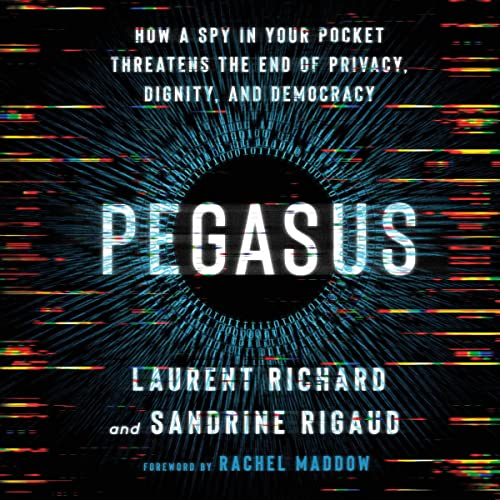 HOW A SPY IN YOUR POCKET
THREATENS THE END OF PRIVACY,
DIGNITY, AND DEMOCRACY
PEGASUS
LAURENT RICHARD
and SANDRINE RIGAUD
FOREWORD BY RACHEL MADDOW